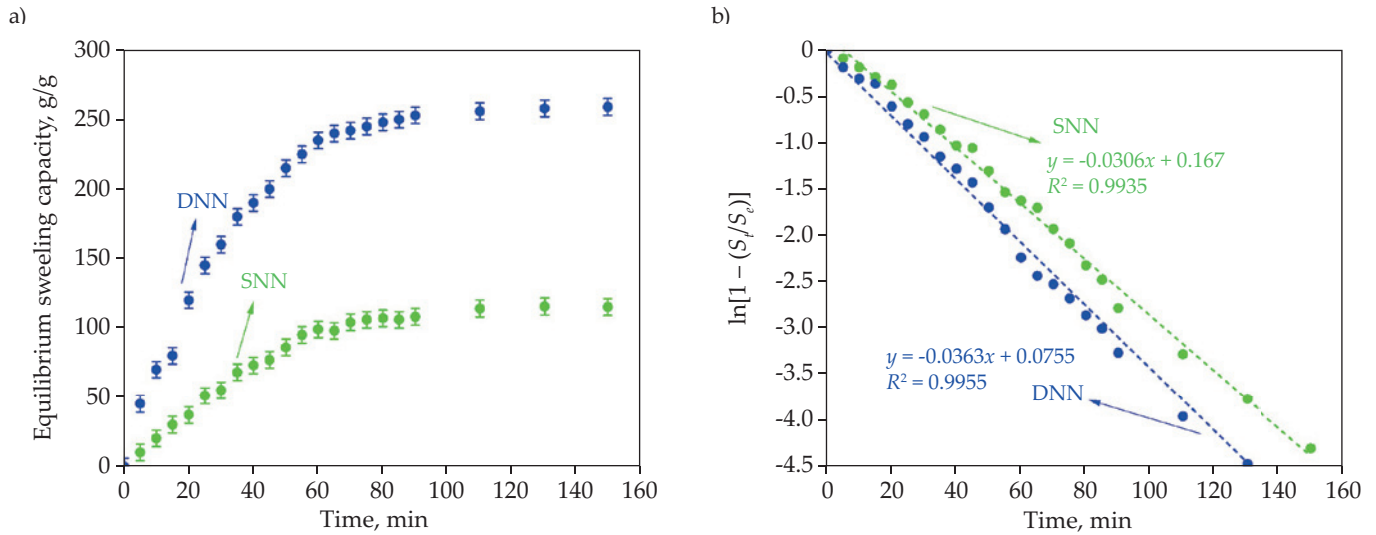 a)
Equilibrium sweeling capacity, g/g
300
250
200
150
100
50
0
DNN
SNN
0 20 40 60 80 100 120 140 160
Time, min
b)
ln[1 − (St/Se)]
0
-0.5
-1.0
-1.5
-2.0
-2.5
-3.0
-3.5
-4.0
-4.5
SNN
y = -0.0306x + 0.167
R² = 0.9935
y = -0.0363x + 0.0755
R² = 0.9955
DNN
0 20 40 60 80 100 120 140 160
Time, min